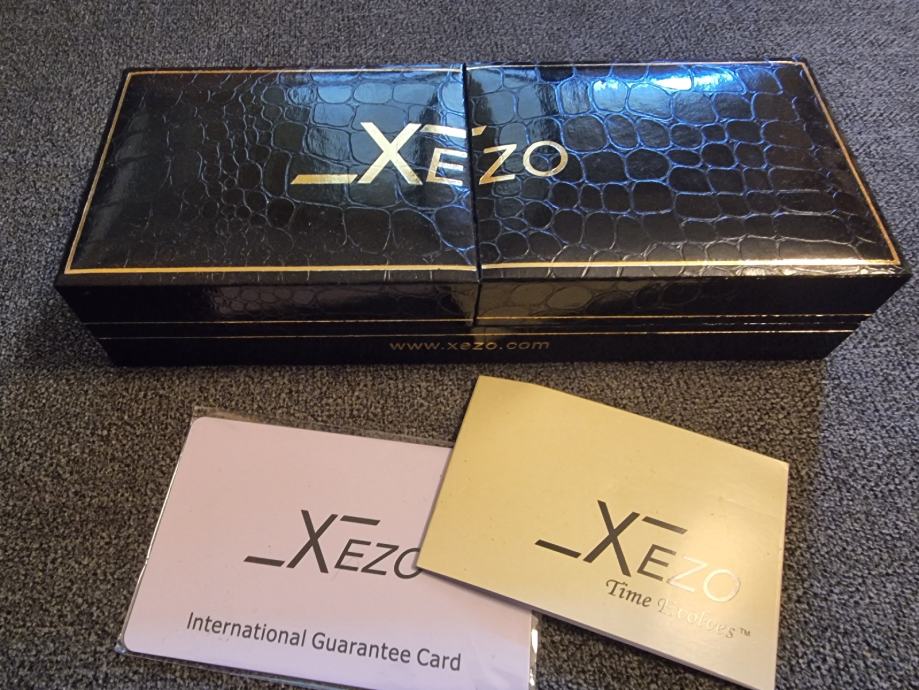 XEZO
www.xezo.com
XEZO
International Guarantee Card
XEZO
Time Evolves™